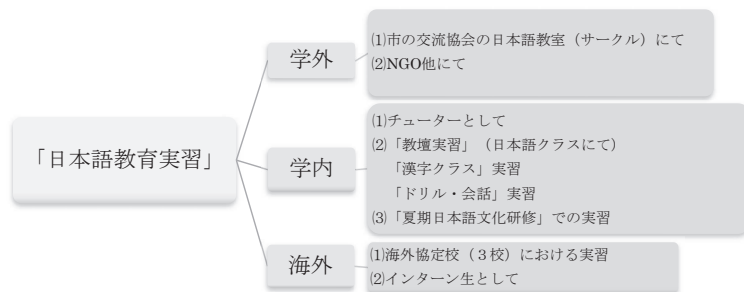 「日本語教育実習」
学外
⑴市の交流協会の日本語教室（サークル）にて
⑵NGO他にて
学内
⑴チューターとして
⑵「教壇実習」（日本語クラスにて）
「漢字クラス」実習
「ドリル・会話」実習
⑶「夏期日本語文化研修」での実習
海外
⑴海外協定校（３校）における実習
⑵インターン生として